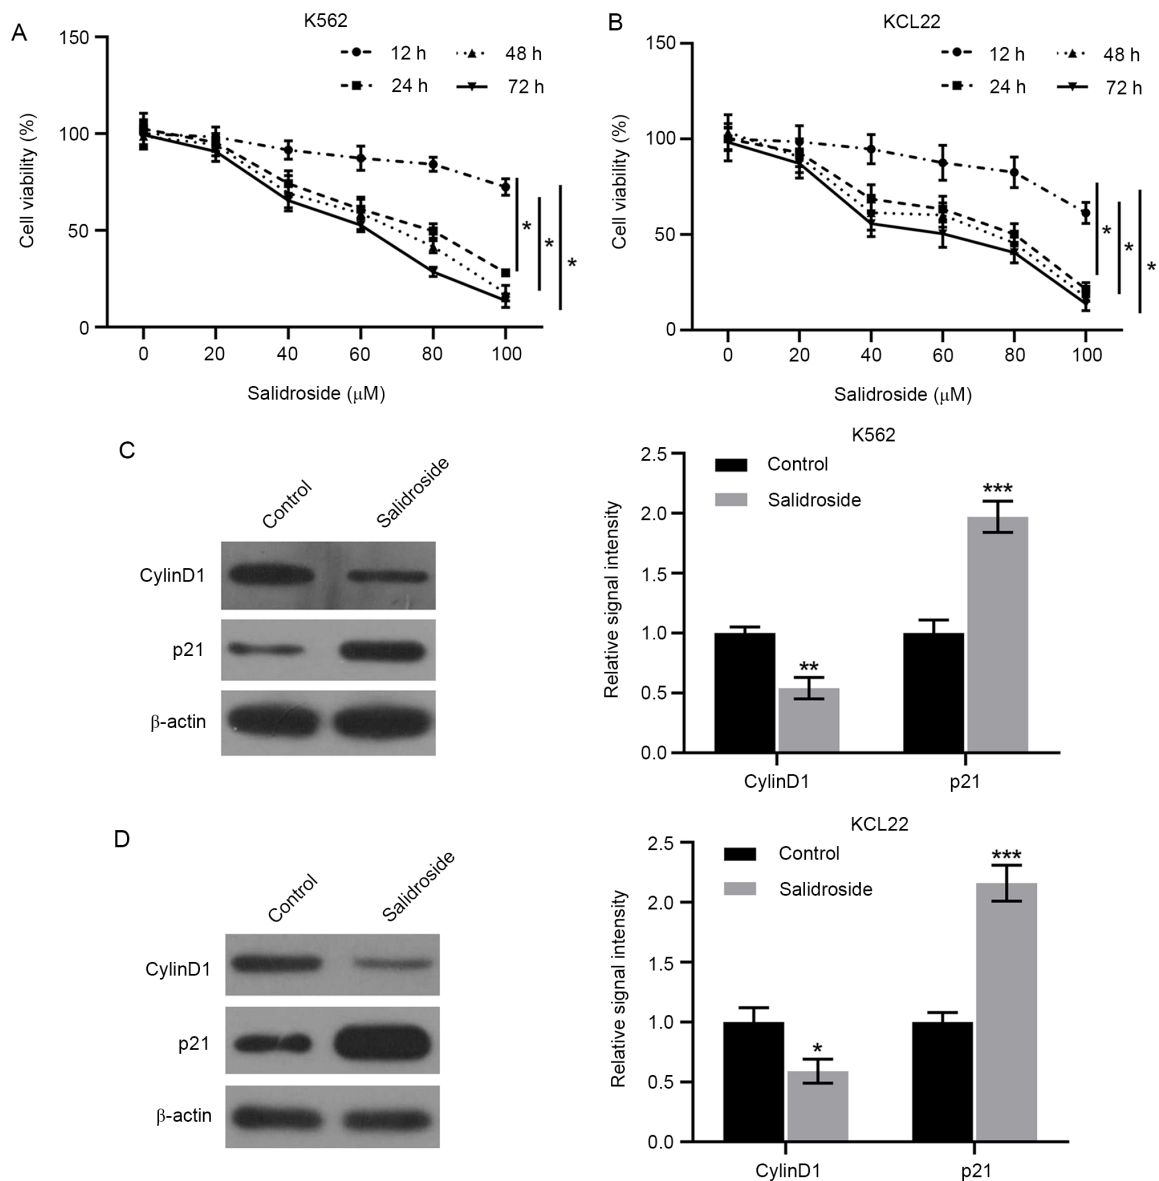 A
K562
150
100
50
0
Cell viability (%)
12 h
48 h
24 h
72 h
*
*
*
0 20 40 60 80 100
Salidroside (μM)
B
KCL22
150
100
50
0
Cell viability (%)
12 h
48 h
24 h
72 h
*
*
*
0 20 40 60 80 100
Salidroside (μM)
C
Control
Salidroside
CylinD1
p21
β-actin
K562
2.5
2.0
1.5
1.0
0.5
0.0
Relative signal intensity
Control
Salidroside
**
***
CylinD1 p21
D
Control
Salidroside
CylinD1
p21
β-actin
KCL22
2.5
2.0
1.5
1.0
0.5
0.0
Relative signal intensity
Control
Salidroside
*
***
CylinD1 p21